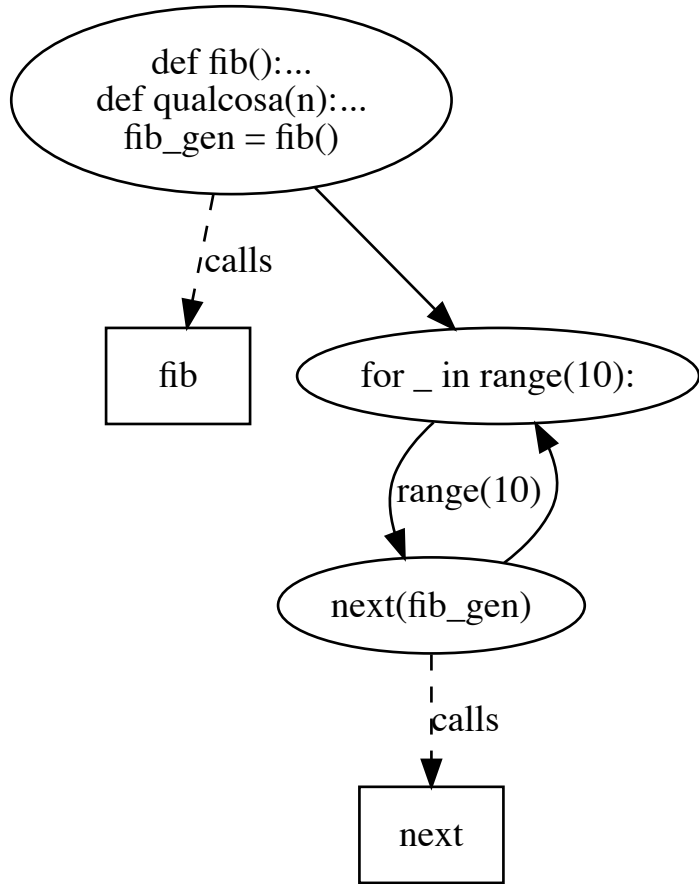 def fib():...
def qualcosa(n):...
fib_gen = fib()
calls
fib
for _ in range(10):
range(10)
next(fib_gen)
calls
next